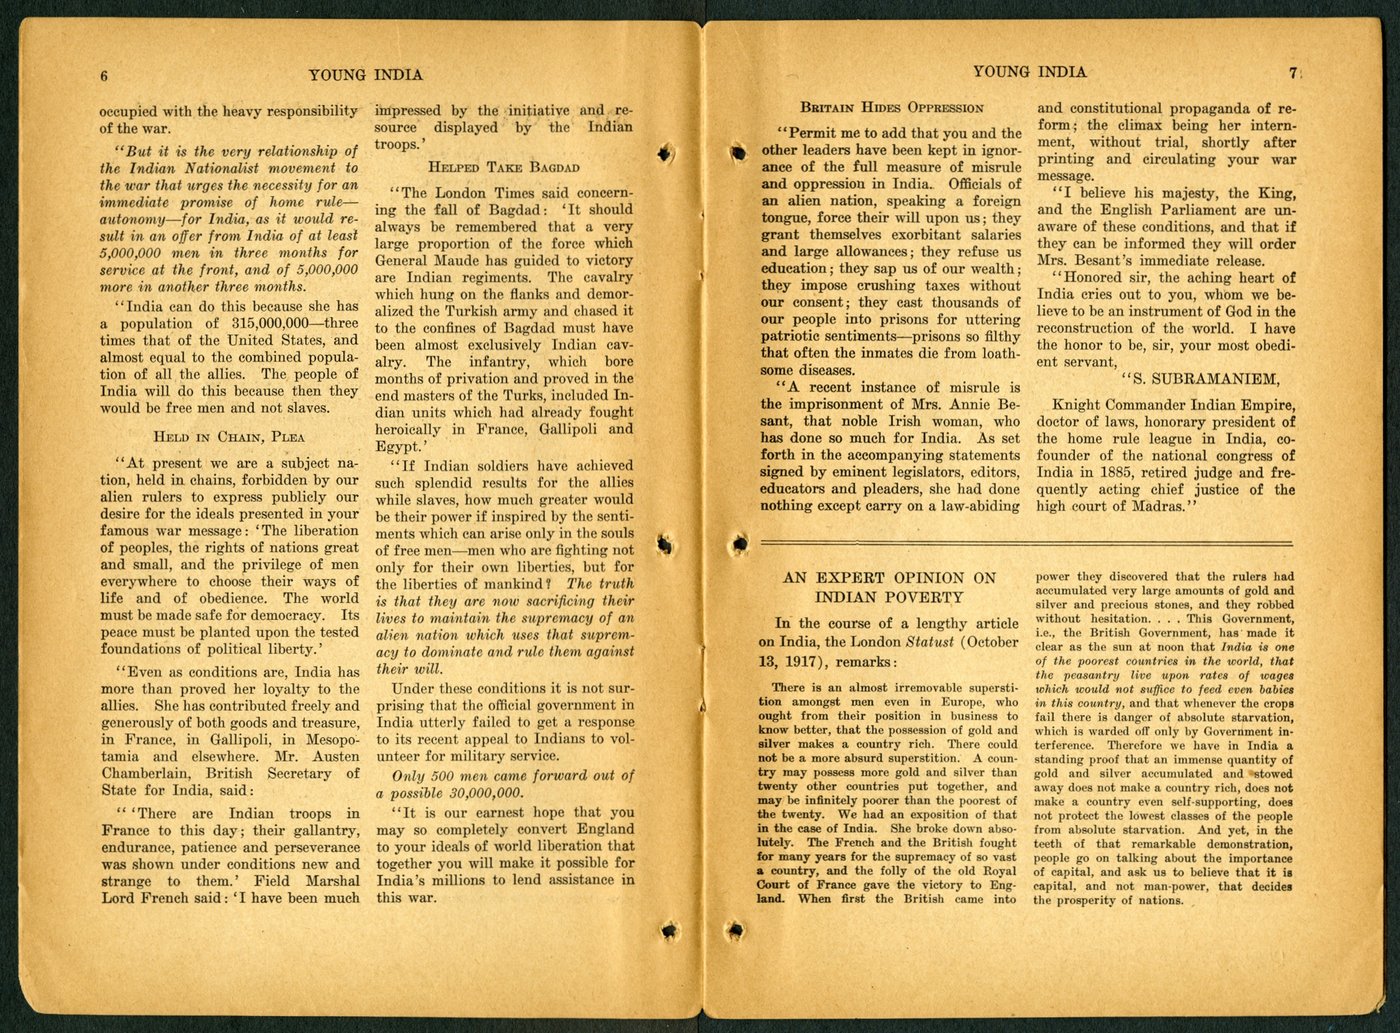 6
YOUNG INDIA
occupied with the heavy responsibility
of the war.
“But it is the very relationship of
the Indian Nationalist movement to
the war that urges the necessity for an
immediate promise of home rule—
autonomy—for India, as it would re-
sult in an offer from India of at least
5,000,000 men in three months for
service at the front, and of 5,000,000
more in another three months.
“India can do this because she has
a population of 315,000,000—three
times that of the United States, and
almost equal to the combined popula-
tion of all the allies. The people of
India will do this because then they
would be free men and not slaves.
Held in Chain, Plea
“At present we are a subject na-
tion, held in chains, forbidden by our
alien rulers to express publicly our
desire for the ideals presented in your
famous war message: ‘The liberation
of peoples, the rights of nations great
and small, and the privilege of men
everywhere to choose their ways of
life and of obedience. The world
must be made safe for democracy. Its
peace must be planted upon the tested
foundations of political liberty.’
“Even as conditions are, India has
more than proved her loyalty to the
allies. She has contributed freely and
generously of both goods and treasure,
in France, in Gallipoli, in Mesopo-
tamia and elsewhere. Mr. Austen
Chamberlain, British Secretary of
State for India, said:
“ ‘There are Indian troops in
France to this day; their gallantry,
endurance, patience and perseverance
was shown under conditions new and
strange to them.’ Field Marshal
Lord French said: ‘I have been much
impressed by the initiative and re-
source displayed by the Indian
troops.’
Helped Take Bagdad
“The London Times said concern-
ing the fall of Bagdad: ‘It should
always be remembered that a very
large proportion of the force which
General Maude has guided to victory
are Indian regiments. The cavalry
which hung on the flanks and demor-
alized the Turkish army and chased it
to the confines of Bagdad must have
been almost exclusively Indian cav-
alry. The infantry, which bore
months of privation and proved in the
end masters of the Turks, included In-
dian units which had already fought
heroically in France, Gallipoli and
Egypt.’
“If Indian soldiers have achieved
such splendid results for the allies
while slaves, how much greater would
be their power if inspired by the senti-
ments which can arise only in the souls
of free men—men who are fighting not
only for their own liberties, but for
the liberties of mankind? The truth
is that they are now sacrificing their
lives to maintain the supremacy of an
alien nation which uses that suprem-
acy to dominate and rule them against
their will.
Under these conditions it is not sur-
prising that the official government in
India utterly failed to get a response
to its recent appeal to Indians to vol-
unteer for military service.
Only 500 men came forward out of
a possible 30,000,000.
“It is our earnest hope that you
may so completely convert England
to your ideals of world liberation that
together you will make it possible for
India’s millions to lend assistance in
this war.
YOUNG INDIA
7
Britain Hides Oppression
“Permit me to add that you and the
other leaders have been kept in ignor-
ance of the full measure of misrule
and oppression in India. Officials of
an alien nation, speaking a foreign
tongue, force their will upon us; they
grant themselves exorbitant salaries
and large allowances; they refuse us
education; they sap us of our wealth;
they impose crushing taxes without
our consent; they cast thousands of
our people into prisons for uttering
patriotic sentiments—prisons so filthy
that often the inmates die from loath-
some diseases.
“A recent instance of misrule is
the imprisonment of Mrs. Annie Be-
sant, that noble Irish woman, who
has done so much for India. As set
forth in the accompanying statements
signed by eminent legislators, editors,
educators and pleaders, she had done
nothing except carry on a law-abiding
and constitutional propaganda of re-
form; the climax being her intern-
ment, without trial, shortly after
printing and circulating your war
message.
“I believe his majesty, the King,
and the English Parliament are un-
aware of these conditions, and that if
they can be informed they will order
Mrs. Besant’s immediate release.
“Honored sir, the aching heart of
India cries out to you, whom we be-
lieve to be an instrument of God in the
reconstruction of the world. I have
the honor to be, sir, your most obedi-
ent servant,
“S. SUBRAMANIEM,
Knight Commander Indian Empire,
doctor of laws, honorary president of
the home rule league in India, co-
founder of the national congress of
India in 1885, retired judge and fre-
quently acting chief justice of the
high court of Madras.”
AN EXPERT OPINION ON
INDIAN POVERTY
In the course of a lengthy article
on India, the London Statust (October
13, 1917), remarks:
There is an almost irremovable supersti-
tion amongst men even in Europe, who
ought from their position in business to
know better, that the possession of gold and
silver makes a country rich. There could
not be a more absurd superstition. A coun-
try may possess more gold and silver than
twenty other countries put together, and
may be infinitely poorer than the poorest of
the twenty. We had an exposition of that
in the case of India. She broke down abso-
lutely. The French and the British fought
for many years for the supremacy of so vast
a country, and the folly of the old Royal
Court of France gave the victory to Eng-
land. When first the British came into
power they discovered that the rulers had
accumulated very large amounts of gold and
silver and precious stones, and they robbed
without hesitation. . . . This Government,
i.e., the British Government, has made it
clear as the sun at noon that India is one
of the poorest countries in the world, that
the peasantry live upon rates of wages
which would not suffice to feed even babies
in this country, and that whenever the crops
fail there is danger of absolute starvation,
which is warded off only by Government in-
terference. Therefore we have in India a
standing proof that an immense quantity of
gold and silver accumulated and stowed
away does not make a country rich, does not
make a country even self-supporting, does
not protect the lowest classes of the people
from absolute starvation. And yet, in the
teeth of that remarkable demonstration,
people go on talking about the importance
of capital, and ask us to believe that it is
capital, and not man-power, that decides
the prosperity of nations.